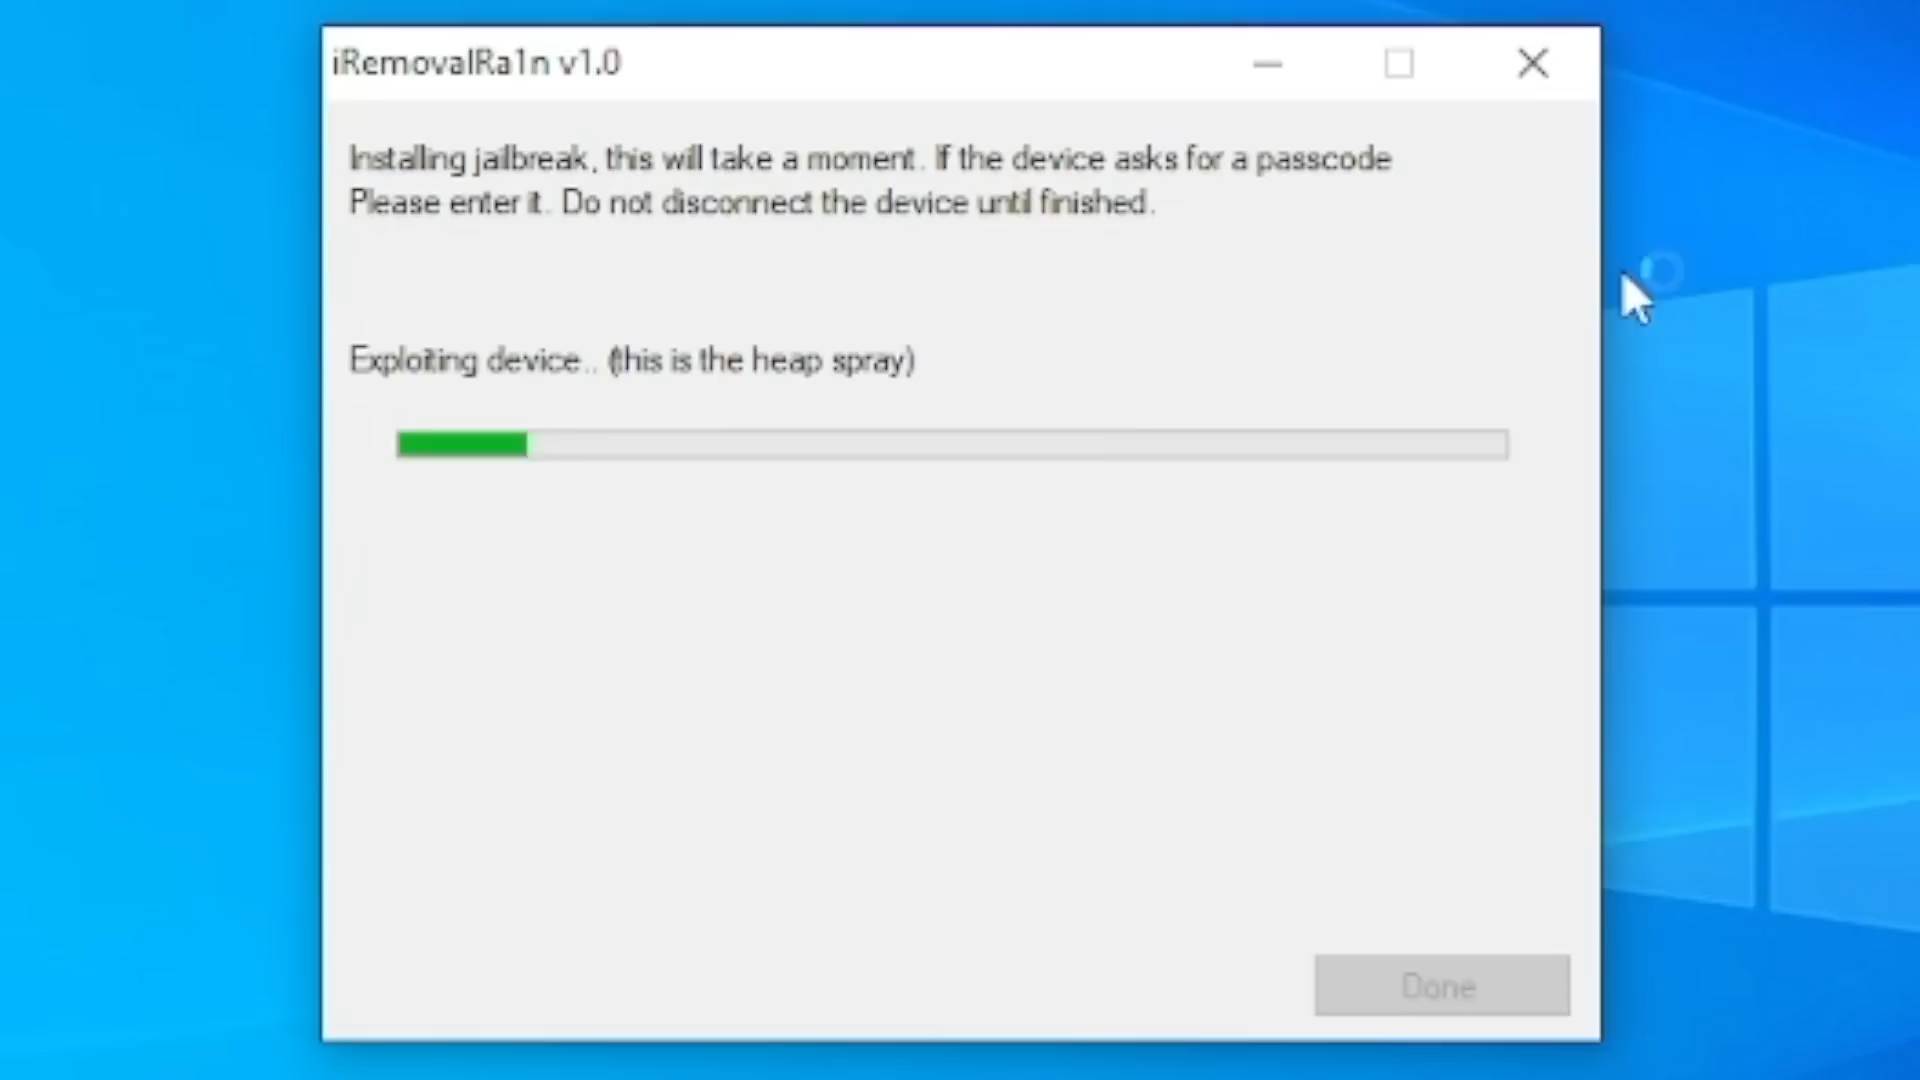 iRemovalRa1n v1.0
Installing jailbreak, this will take a moment. If the device asks for a passcode
Please enter it. Do not disconnect the device until finished.
Exploiting device.. (this is the heap spray)
Done